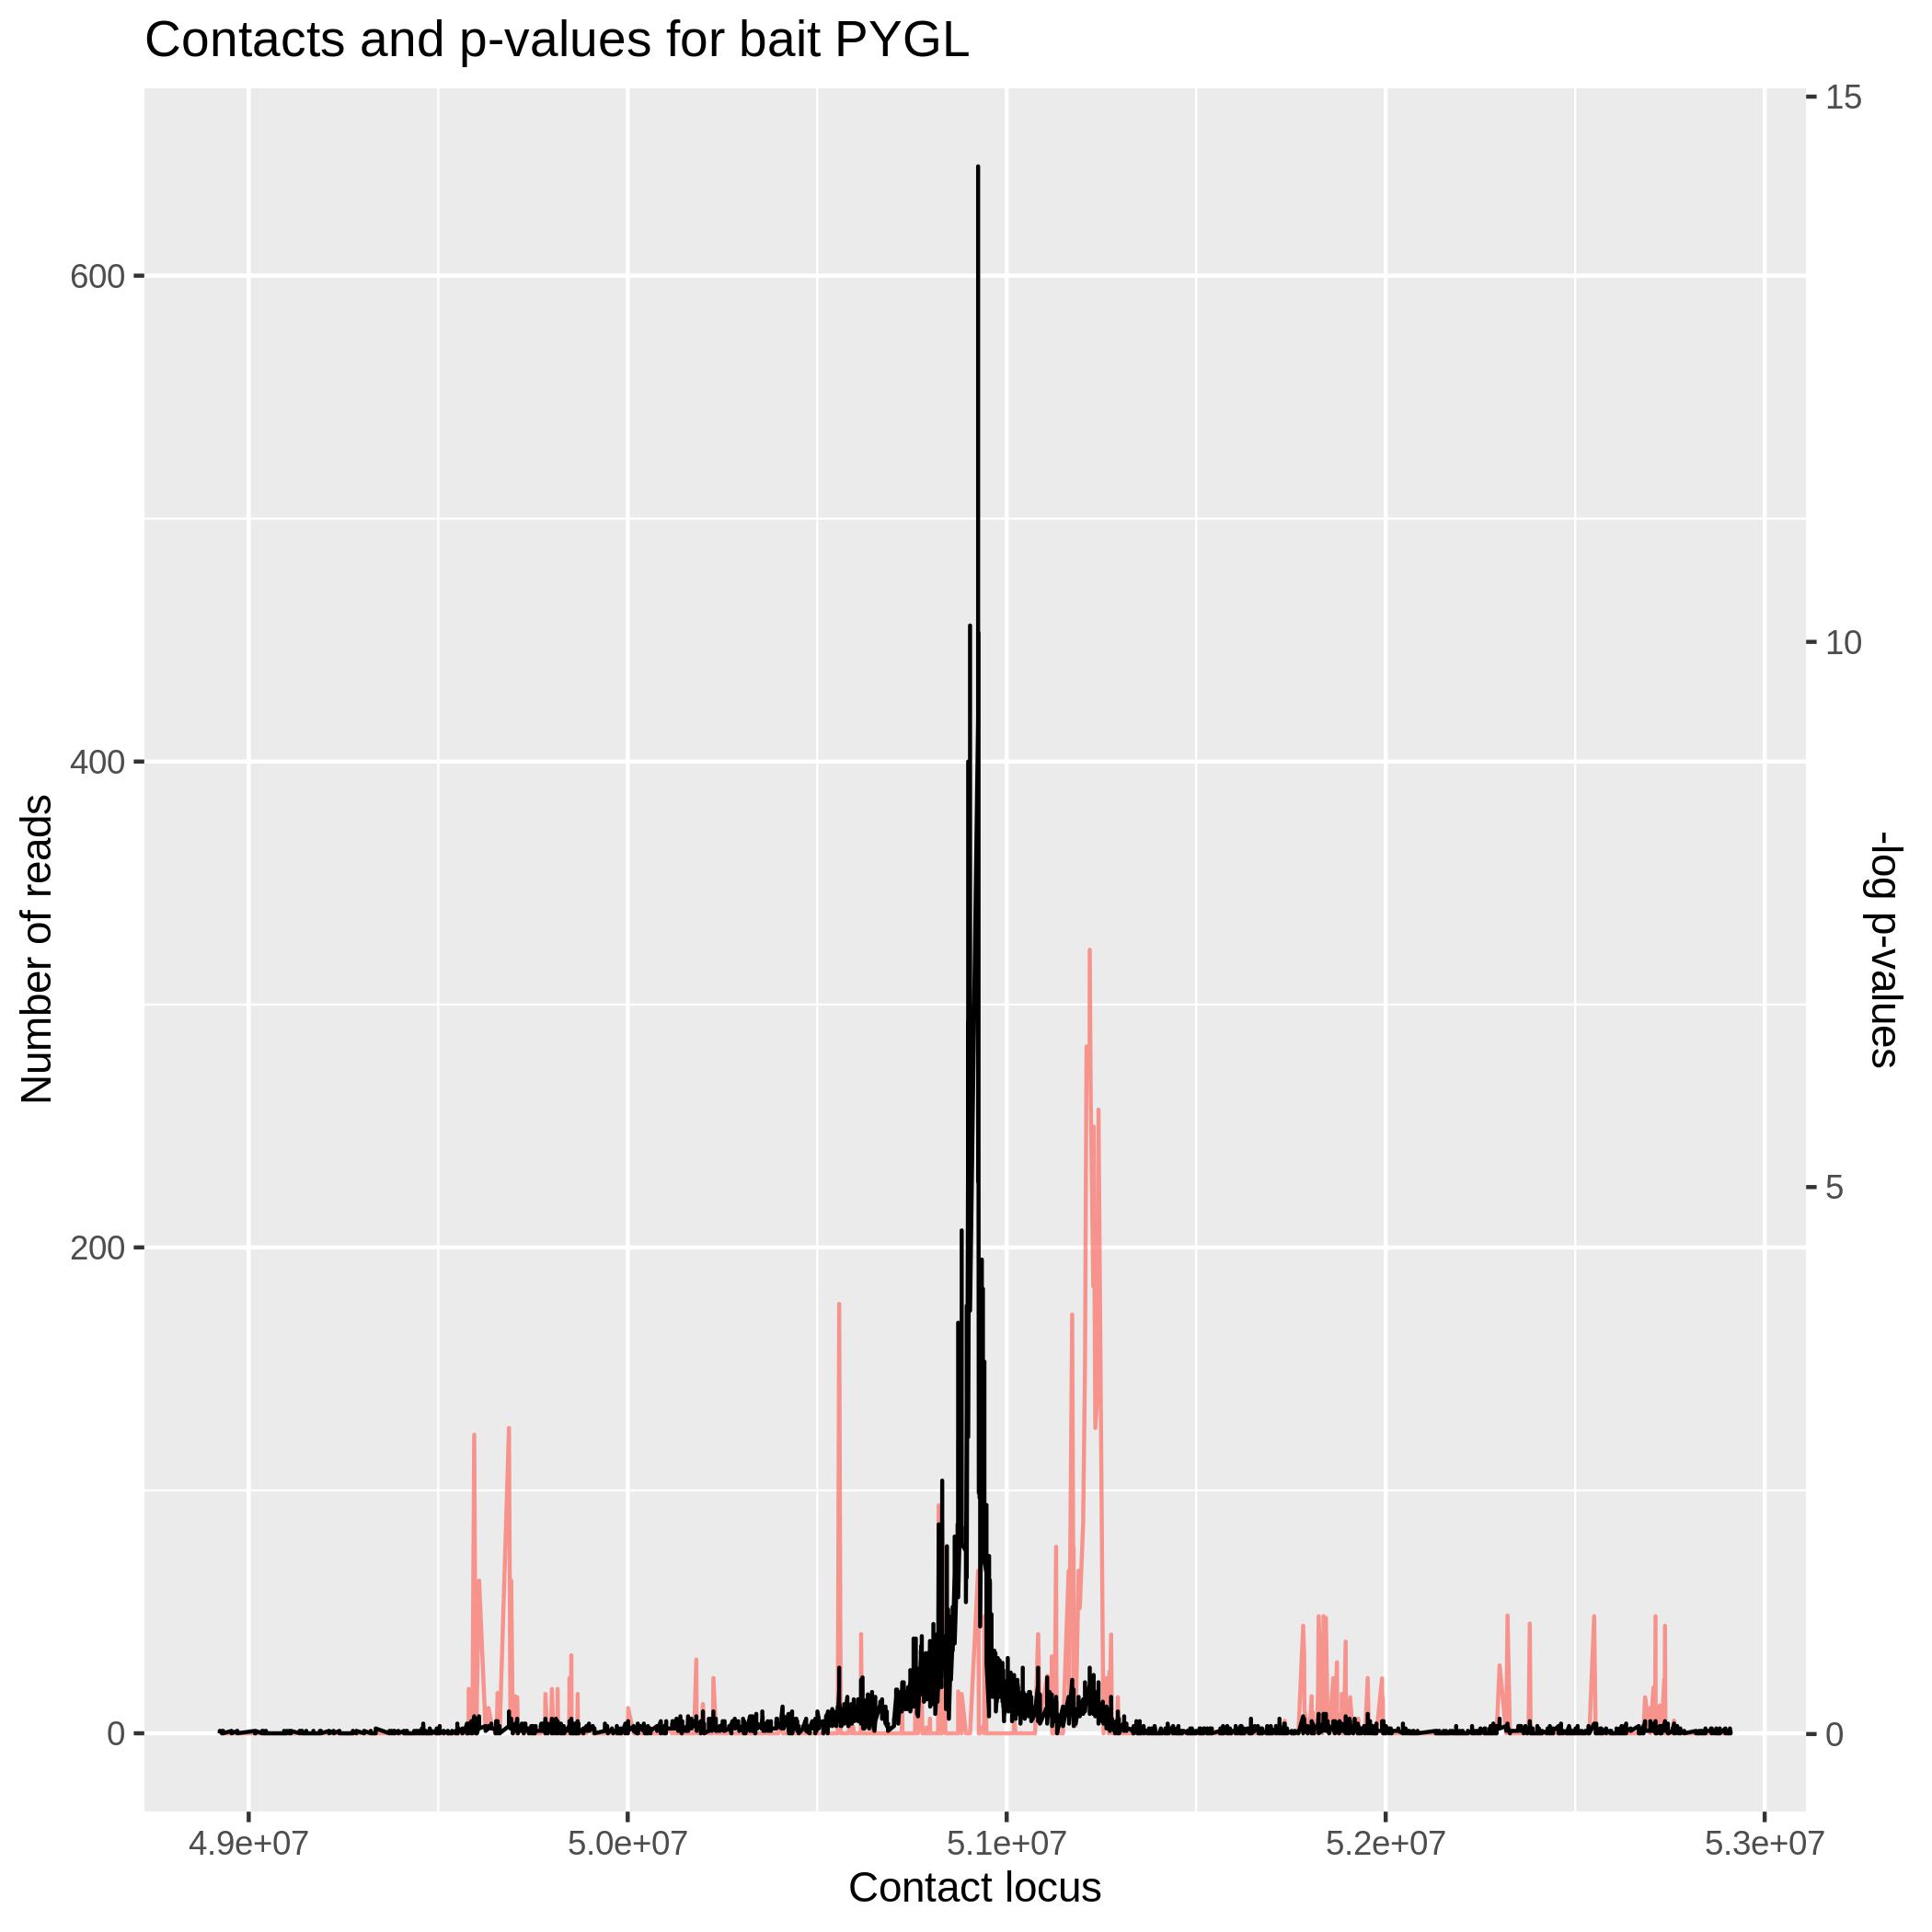 Contacts and p-values for bait PYGL
15
600
10
400
Number of reads
-log p-values
5
200
0
0
4.9e+07
5.0e+07
5.1e+07
5.2e+07
5.3e+07
Contact locus